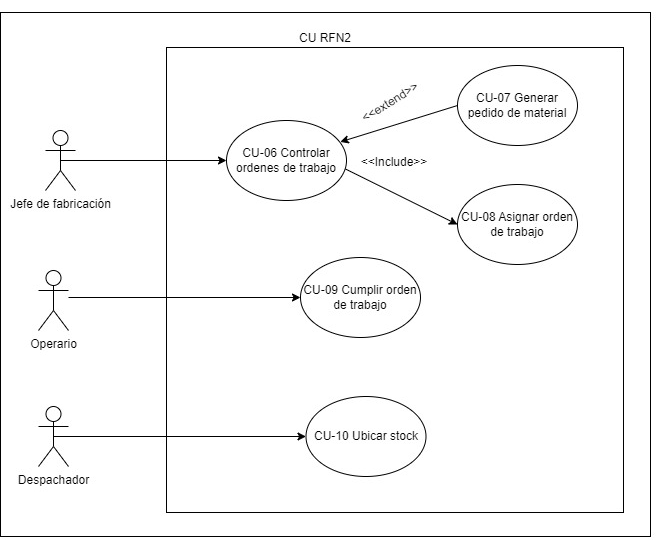 CU RFN2
<<extend>>
CU-07 Generar
pedido de material
CU-06 Controlar
ordenes de trabajo
<<Include>>
Jefe de fabricación
CU-08 Asignar orden
de trabajo
CU-09 Cumplir orden
de trabajo
Operario
CU-10 Ubicar stock
Despachador